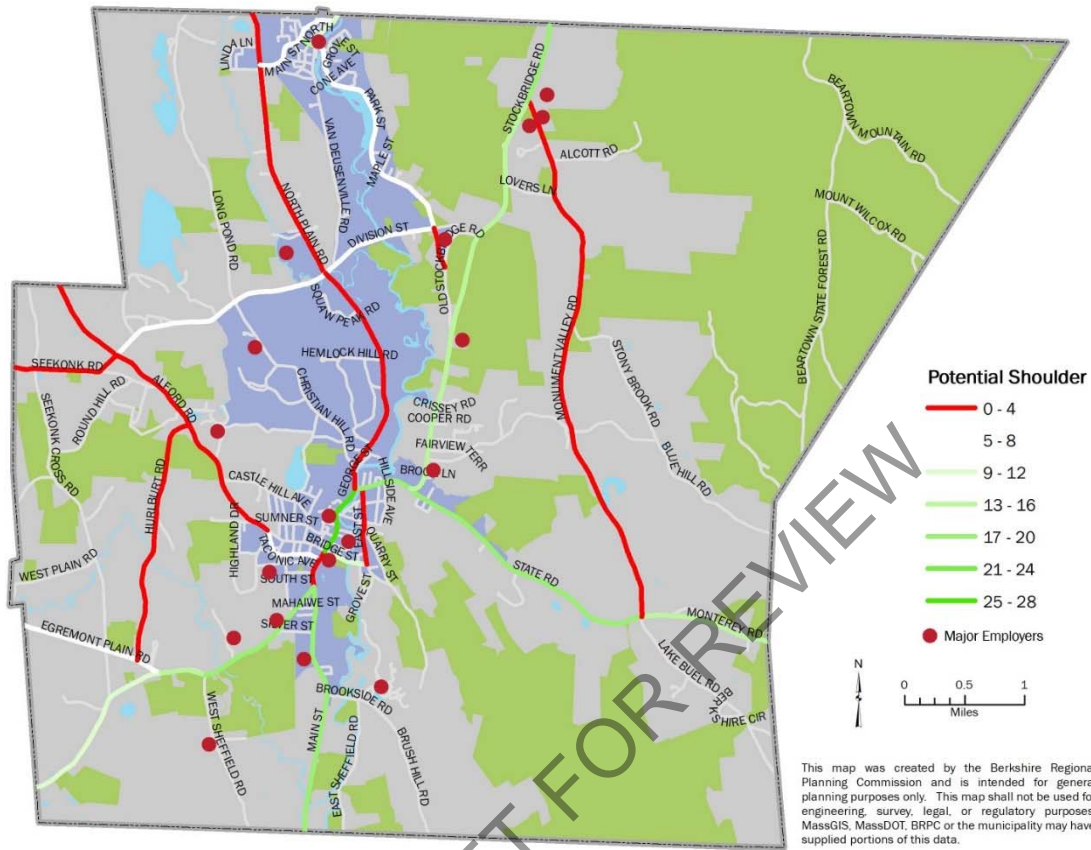 LINDA LN
MAIN ST NORTH
GROVE ST
CONE AVE
PARK ST
MAPLE ST
VAN DEUSENVILLE RD
STOCKBRIDGE RD
BEARTOWN MOUNTAIN RD
ALCOTT RD
LOVERS LN
MOUNT WILCOX RD
LONG POND RD
NORTH PLAIN RD
DIVISION ST
OLD STOCKBRIDGE RD
BEARTOWN STATE FOREST RD
SQUAW PEAK RD
MONUMENT VALLEY RD
SEEKONK RD
HEMLOCK HILL RD
STONY BROOK RD
ROUND HILL RD
ALFORD RD
CHRISTIAN HILL RD
CRISSEY RD
COOPER RD
SEEKONK CROSS RD
FAIRVIEW TERR
BLUE HILL RD
HURLBURT RD
CASTLE HILL AVE
GEORGE ST
HILLSIDE AVE
BROOK LN
HIGHLAND DR
SUMNER ST
EAST ST
BRIDGE ST
QUARRY ST
WEST PLAIN RD
TACONIC AVE
SOUTH ST
STATE RD
GROVE ST
MAHAIWE ST
MONTEREY RD
SILVER ST
EGREMONT PLAIN RD
LAKE BUEL RD
BERKSHIRE CIR
BROOKSIDE RD
WEST SHEFFIELD RD
MAIN ST
EAST SHEFFIELD RD
BRUSH HILL RD
Potential Shoulder
0 - 4
5 - 8
9 - 12
13 - 16
17 - 20
21 - 24
25 - 28
Major Employers
N
0 0.5 1
Miles
This map was created by the Berkshire Regiona
Planning Commission and is intended for genera
planning purposes only. This map shall not be used fo
engineering, survey, legal, or regulatory purposes
MassGIS, MassDOT, BRPC or the municipality may have
supplied portions of this data.
T FOR REVIEW